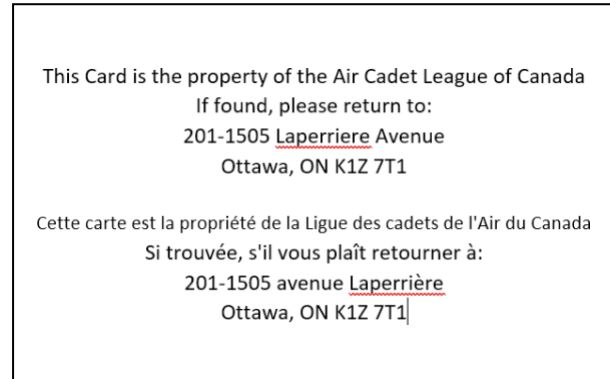 This Card is the property of the Air Cadet League of Canada
If found, please return to:
201-1505 Laperriere Avenue
Ottawa, ON K1Z 7T1
Cette carte est la propriété de la Ligue des cadets de l'Air du Canada
Si trouvée, s'il vous plaît retourner à:
201-1505 avenue Laperrière
Ottawa, ON K1Z 7T1